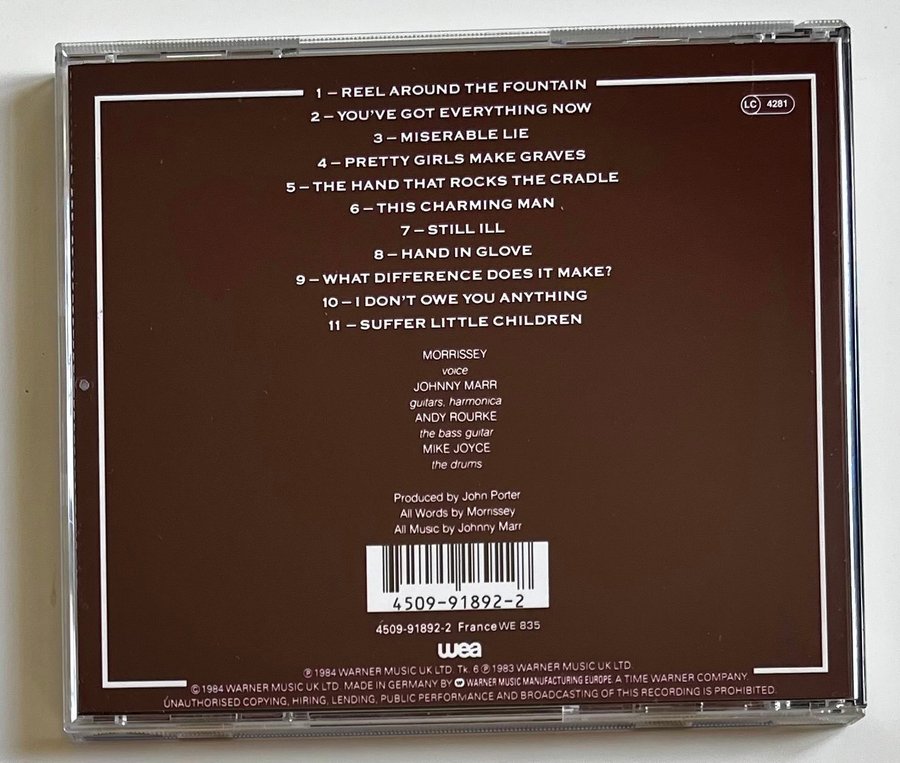 1 – REEL AROUND THE FOUNTAIN
2 – YOU'VE GOT EVERYTHING NOW
3 – MISERABLE LIE
4 – PRETTY GIRLS MAKE GRAVES
5 – THE HAND THAT ROCKS THE CRADLE
6 – THIS CHARMING MAN
7 – STILL ILL
8 – HAND IN GLOVE
9 – WHAT DIFFERENCE DOES IT MAKE?
10 – I DON'T OWE YOU ANYTHING
11 – SUFFER LITTLE CHILDREN
LC 4281
MORRISSEY
voice
JOHNNY MARR
guitars, harmonica
ANDY ROURKE
the bass guitar
MIKE JOYCE
the drums
Produced by John Porter
All Words by Morrissey
All Music by Johnny Marr
4509-91892-2
4509-91892-2 France WE 835
wea
℗ 1984 WARNER MUSIC UK LTD. Tk. 6 ℗ 1983 WARNER MUSIC UK LTD.
© 1984 WARNER MUSIC UK LTD. MADE IN GERMANY BY WARNER MUSIC MANUFACTURING EUROPE. A TIME WARNER COMPANY.
UNAUTHORISED COPYING, HIRING, LENDING, PUBLIC PERFORMANCE AND BROADCASTING OF THIS RECORDING IS PROHIBITED.